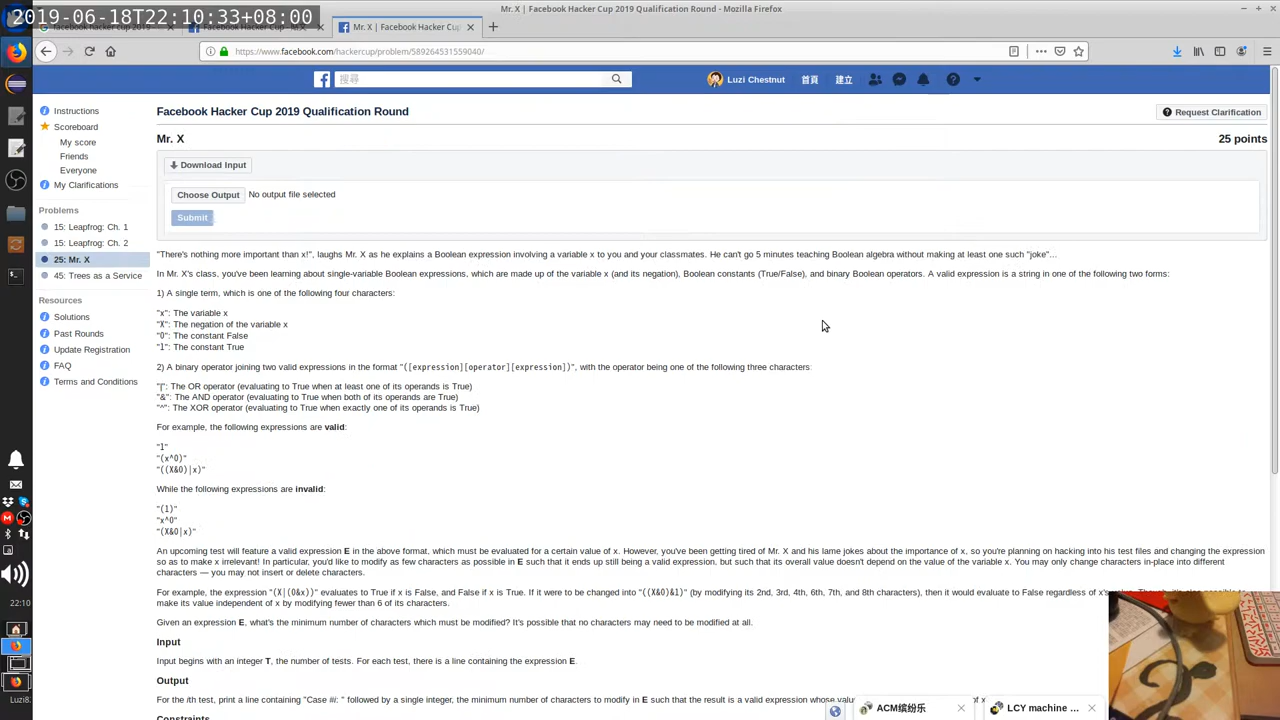 2019-06-18T22:10:33+08:00
Mr. X | Facebook Hacker Cup 2019 Qualification Round - Mozilla Firefox
Mr. X | Facebook Hacker Cup
https://www.facebook.com/hackercup/problem/589264531559040/
搜尋
Luzi Chestnut
首頁
建立
Instructions
Scoreboard
My score
Friends
Everyone
My Clarifications
Problems
15: Leapfrog: Ch. 1
15: Leapfrog: Ch. 2
25: Mr. X
45: Trees as a Service
Resources
Solutions
Past Rounds
Update Registration
FAQ
Terms and Conditions
Facebook Hacker Cup 2019 Qualification Round
Request Clarification
Mr. X
25 points
Download Input
Choose Output No output file selected
Submit
"There's nothing more important than x!", laughs Mr. X as he explains a Boolean expression involving a variable x to you and your classmates. He can't go 5 minutes teaching Boolean algebra without making at least one such "joke"...
In Mr. X's class, you've been learning about single-variable Boolean expressions, which are made up of the variable x (and its negation), Boolean constants (True/False), and binary Boolean operators. A valid expression is a string in one of the following two forms:
1) A single term, which is one of the following four characters:
"x": The variable x
"X": The negation of the variable x
"0": The constant False
"1": The constant True
2) A binary operator joining two valid expressions in the format "([expression][operator][expression])", with the operator being one of the following three characters:
"|": The OR operator (evaluating to True when at least one of its operands is True)
"&": The AND operator (evaluating to True when both of its operands are True)
"^": The XOR operator (evaluating to True when exactly one of its operands is True)
For example, the following expressions are valid:
"1"
"(x^0)"
"((X&0)|x)"
While the following expressions are invalid:
"(1)"
"x^0"
"(X&0|x)"
An upcoming test will feature a valid expression E in the above format, which must be evaluated for a certain value of x. However, you've been getting tired of Mr. X and his lame jokes about the importance of x, so you're planning on hacking into his test files and changing the expression
so as to make x irrelevant! In particular, you'd like to modify as few characters as possible in E such that it ends up still being a valid expression, but such that its overall value doesn't depend on the value of the variable x. You may only change characters in-place into different
characters — you may not insert or delete characters.
For example, the expression "(X|(0&x))" evaluates to True if x is False, and False if x is True. If it were to be changed into "((X&0)&1)" (by modifying its 2nd, 3rd, 4th, 6th, 7th, and 8th characters), then it would evaluate to False regardless of x's
make its value independent of x by modifying fewer than 6 of its characters.
Given an expression E, what's the minimum number of characters which must be modified? It's possible that no characters may need to be modified at all.
Input
Input begins with an integer T, the number of tests. For each test, there is a line containing the expression E.
Output
For the ith test, print a line containing "Case #i: " followed by a single integer, the minimum number of characters to modify in E such that the result is a valid expression whose
Constraints
22:10
Luzi8
ACM缤纷乐
LCY machine ...